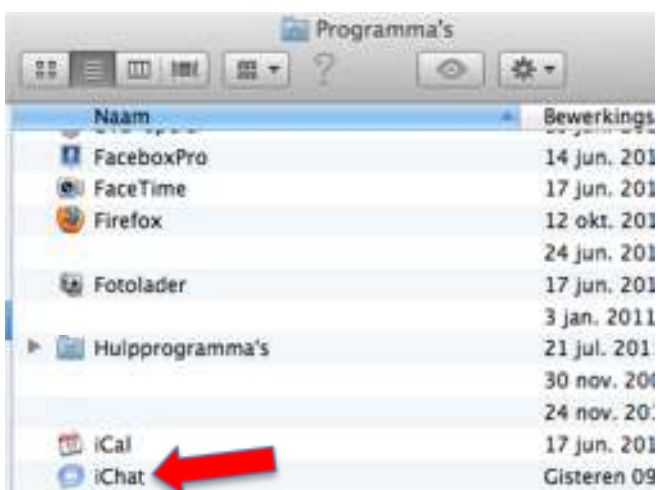 Programma's
Naam Bewerkings
FaceboxPro 14 jun. 201
FaceTime 17 jun. 201
Firefox 12 okt. 201
24 jun. 201
Fotolader 17 jun. 201
3 jan. 2011
Hulpprogramma's 21 jul. 201
30 nov. 200
24 nov. 20
iCal 17 jun. 201
iChat Gisteren 09